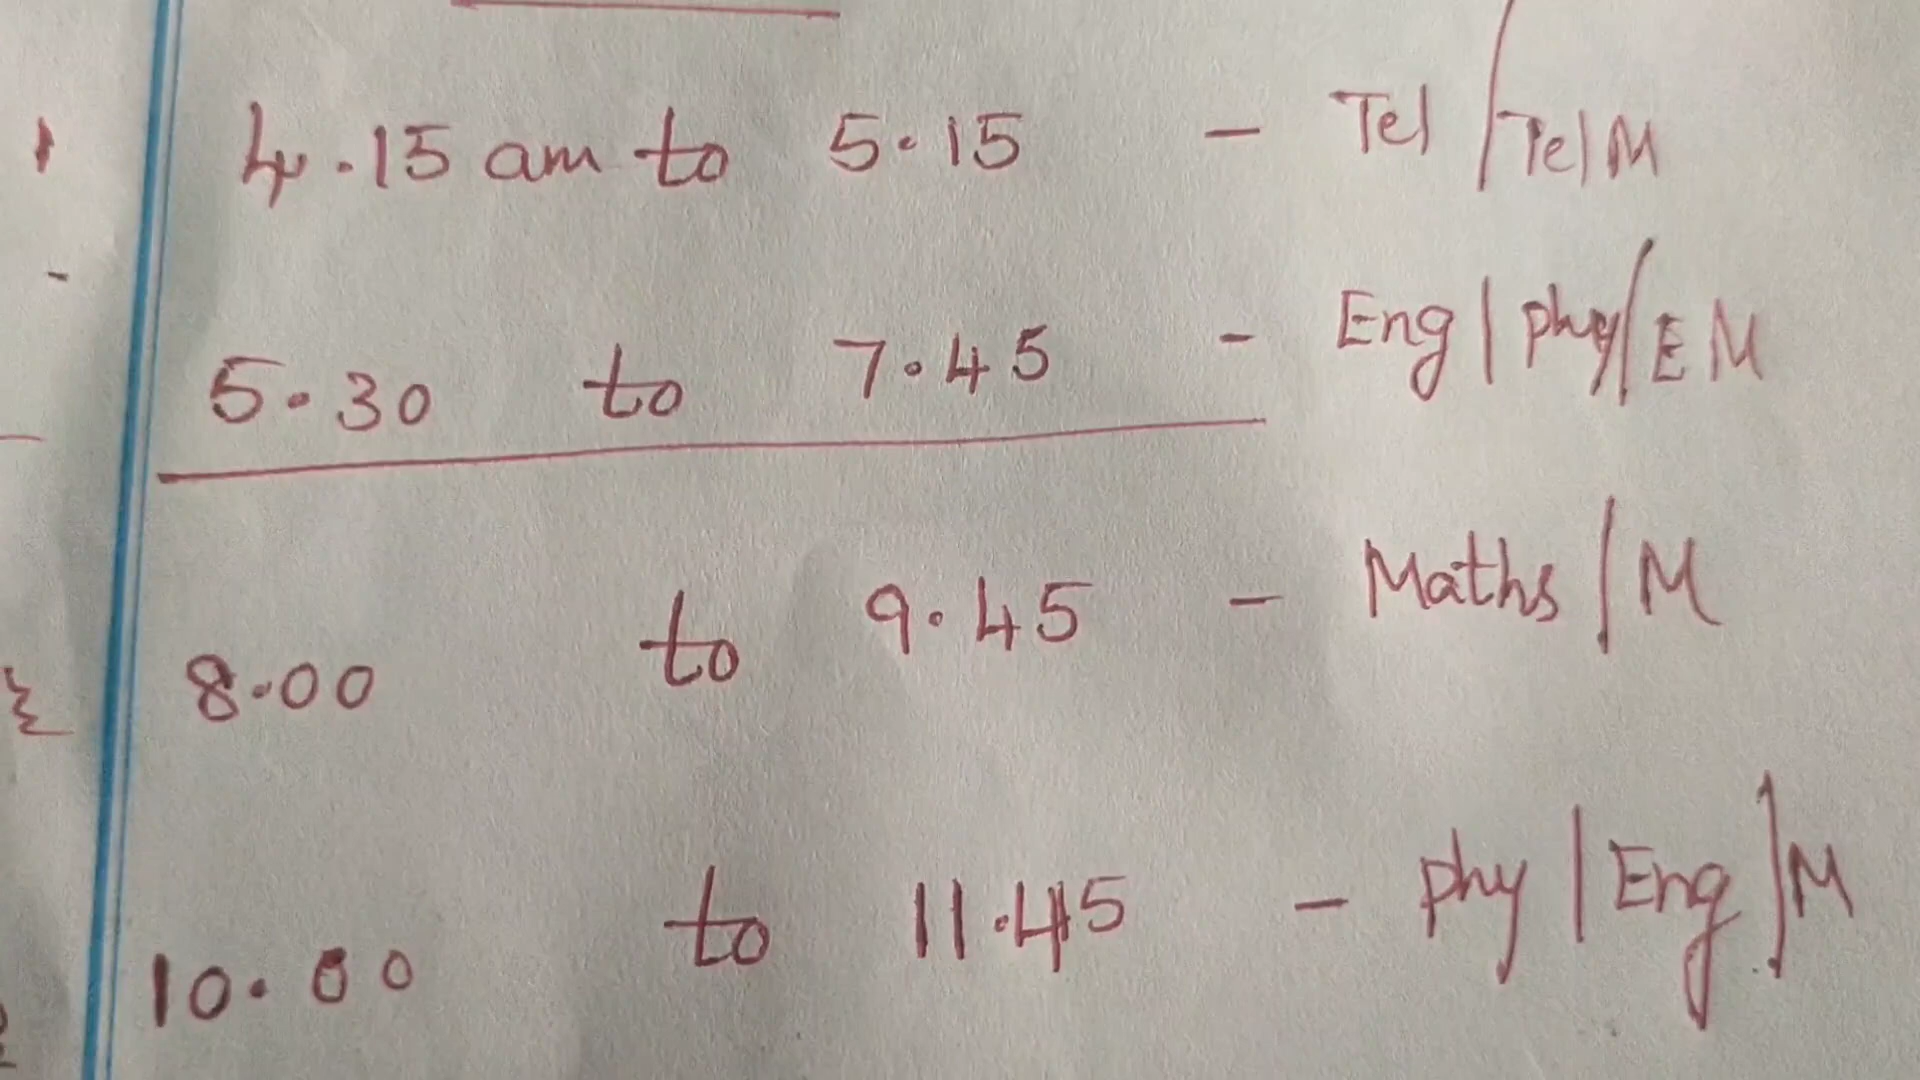 4.15 am to 5.15 - Tel / Tel M
5.30 to 7.45 - Eng | phy / E M
8.00 to 9.45 - Maths / M
10.00 to 11.45 - phy | Eng | M